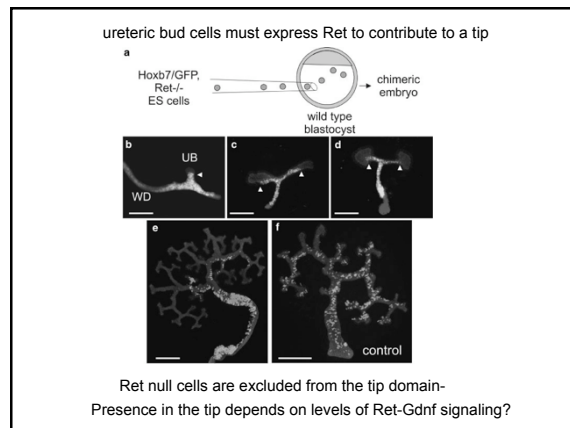 ureteric bud cells must express Ret to contribute to a tip
a
Hoxb7/GFP,
Ret-/-
ES cells
wild type
blastocyst
chimeric
embryo
b
UB
WD
c
d
e
f
control
Ret null cells are excluded from the tip domain-
Presence in the tip depends on levels of Ret-Gdnf signaling?